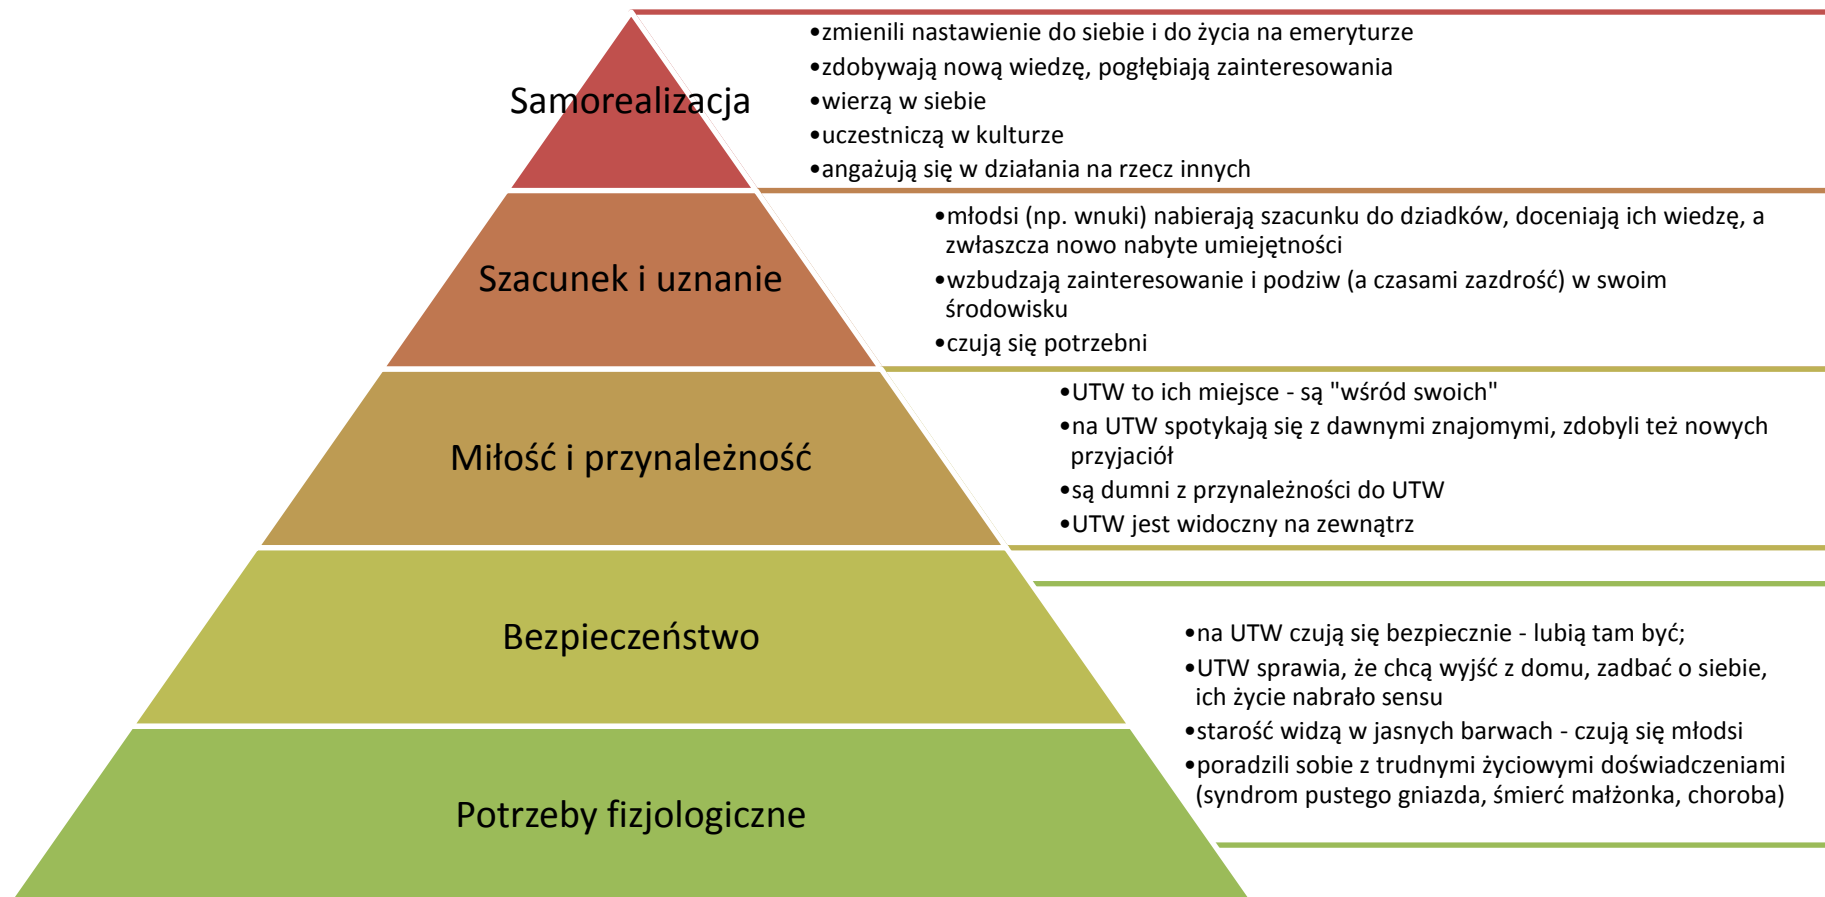 Samorealizacja
•zmienili nastawienie do siebie i do życia na emeryturze
•zdobywają nową wiedzę, pogłębiają zainteresowania
•wierzą w siebie
•uczestniczą w kulturze
•angażują się w działania na rzecz innych
Szacunek i uznanie
•młodsi (np. wnuki) nabierają szacunku do dziadków, doceniają ich wiedzę, a
zwłaszcza nowo nabyte umiejętności
•wzbudzają zainteresowanie i podziw (a czasami zazdrość) w swoim
środowisku
•czują się potrzebni
Miłość i przynależność
•UTW to ich miejsce - są "wśród swoich"
•na UTW spotykają się z dawnymi znajomymi, zdobyli też nowych
przyjaciół
•są dumni z przynależności do UTW
•UTW jest widoczny na zewnątrz
Bezpieczeństwo
•na UTW czują się bezpiecznie - lubią tam być;
•UTW sprawia, że chcą wyjść z domu, zadbać o siebie,
ich życie nabrało sensu
•starość widzą w jasnych barwach - czują się młodsi
•poradzili sobie z trudnymi życiowymi doświadczeniami
(syndrom pustego gniazda, śmierć małżonka, choroba)
Potrzeby fizjologiczne